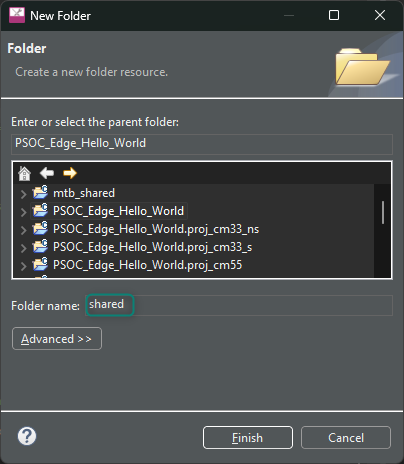 New Folder
Folder
Create a new folder resource.
Enter or select the parent folder:
PSOC_Edge_Hello_World
mtb_shared
PSOC_Edge_Hello_World
PSOC_Edge_Hello_World.proj_cm33_ns
PSOC_Edge_Hello_World.proj_cm33_s
PSOC_Edge_Hello_World.proj_cm55
Folder name: shared
Advanced >>
? Finish Cancel